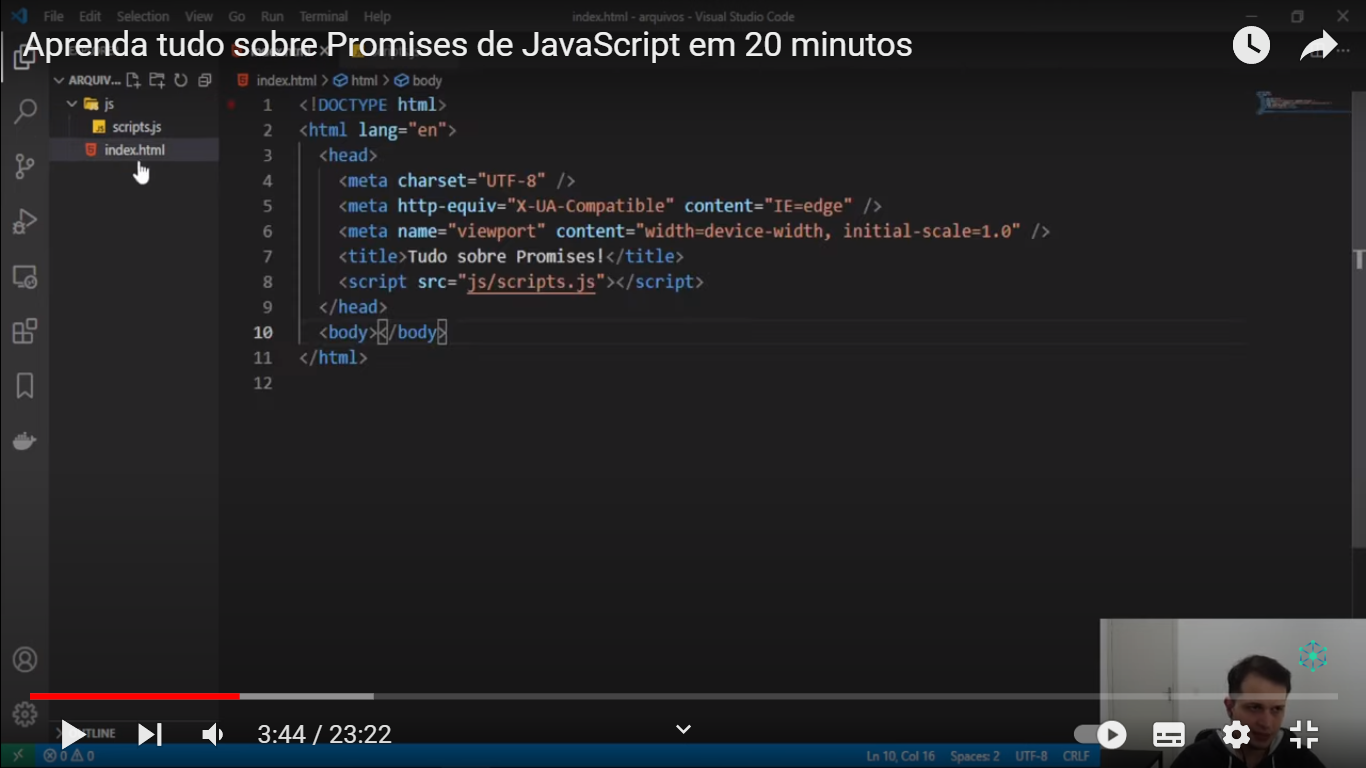 File Edit Selection View Go Run Terminal Help index.html - arquivos - Visual Studio Code
Aprenda tudo sobre Promises de JavaScript em 20 minutos
ARQUIV...
js
scripts.js
index.html
index.html > html > body
1 <!DOCTYPE html>
2 <html lang="en">
3 <head>
4 <meta charset="UTF-8" />
5 <meta http-equiv="X-UA-Compatible" content="IE=edge" />
6 <meta name="viewport" content="width=device-width, initial-scale=1.0" />
7 <title>Tudo sobre Promises!</title>
8 <script src="js/scripts.js"></script>
9 </head>
10 <body></body>
11 </html>
12
3:44 / 23:22
0 0
Ln 10, Col 16 Spaces: 2 UTF-8 CRLF